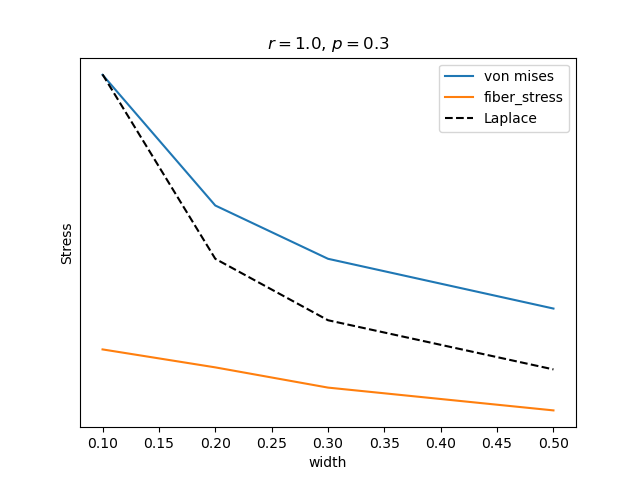 r = 1.0, p = 0.3
von mises
fiber_stress
Laplace
Stress
0.10 0.15 0.20 0.25 0.30 0.35 0.40 0.45 0.50
width